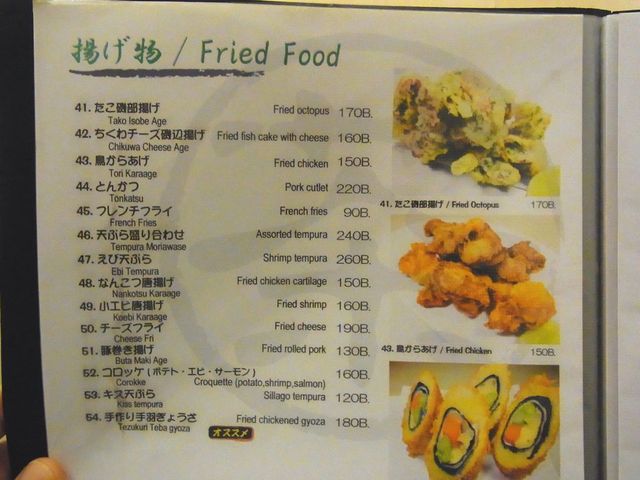 揚げ物 / Fried Food
41. たこ磯部揚げ Fried octopus 170B.
Tako Isobe Age
42. ちくわチーズ磯辺揚げ Fried fish cake with cheese 160B.
Chikuwa Cheese Age
43. 鳥からあげ Fried chicken 150B.
Tori Karaage
44. とんかつ Pork cutlet 220B.
Tonkatsu
45. フレンチフライ French fries 90B.
French Fries
46. 天ぷら盛り合わせ Assorted tempura 240B.
Tempura Moriawase
47. えび天ぷら Shrimp tempura 260B.
Ebi Tempura
48. なんこつ唐揚げ Fried chicken cartilage 150B.
Nankotsu Karaage
49. 小エビ唐揚げ Fried shrimp 160B.
Koebi Karaage
50. チーズフライ Fried cheese 190B.
Cheese Fri
51. 豚巻き揚げ Fried rolled pork 130B.
Buta Maki Age
52. コロッケ (ポテト・エビ・サーモン) 160B.
Corokke Croquette (potato,shrimp,salmon)
53. キス天ぷら Sillago tempura 120B.
Kiss tempura
54. 手作り手羽ぎょうさ Fried chickened gyoza 180B.
Tezukuri Teba gyoza オススメ
41. たこ磯部揚げ / Fried Octopus 170B.
43.鳥からあげ / Fried Chicken 150B.